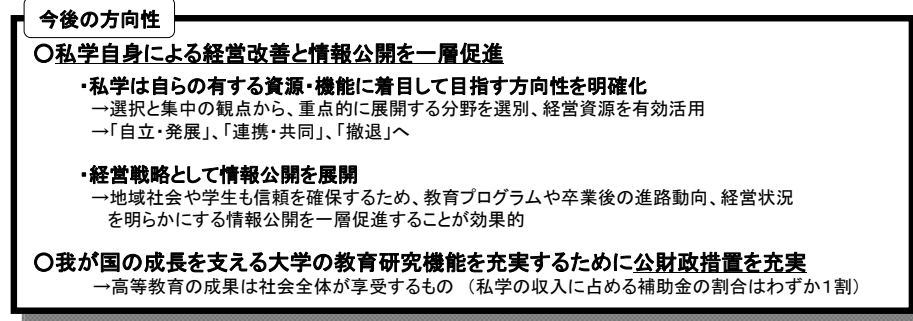 今後の方向性
○私学自身による経営改善と情報公開を一層促進
・私学は自らの有する資源・機能に着目して目指す方向性を明確化
→選択と集中の観点から、重点的に展開する分野を選別、経営資源を有効活用
→「自立・発展」、「連携・共同」、「撤退」へ
・経営戦略として情報公開を展開
→地域社会や学生も信頼を確保するため、教育プログラムや卒業後の進路動向、経営状況
を明らかにする情報公開を一層促進することが効果的
○我が国の成長を支える大学の教育研究機能を充実するために公財政措置を充実
→高等教育の成果は社会全体が享受するもの （私学の収入に占める補助金の割合はわずか１割）